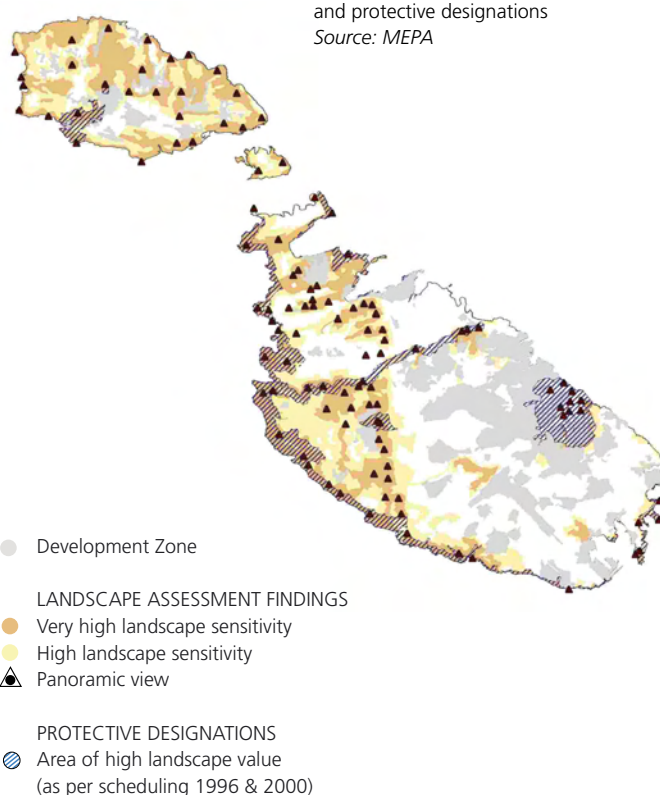 and protective designations
Source: MEPA
Development Zone
LANDSCAPE ASSESSMENT FINDINGS
Very high landscape sensitivity
High landscape sensitivity
Panoramic view
PROTECTIVE DESIGNATIONS
Area of high landscape value
(as per scheduling 1996 & 2000)